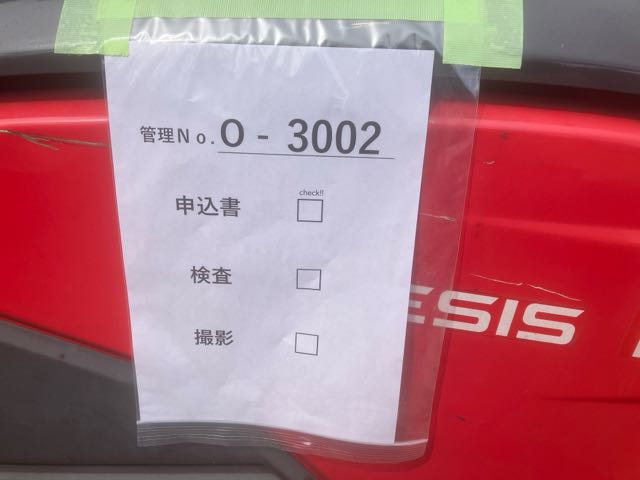 管理No. O - 3002
check!!
申込書 □
検査 □
撮影 □
ESIS